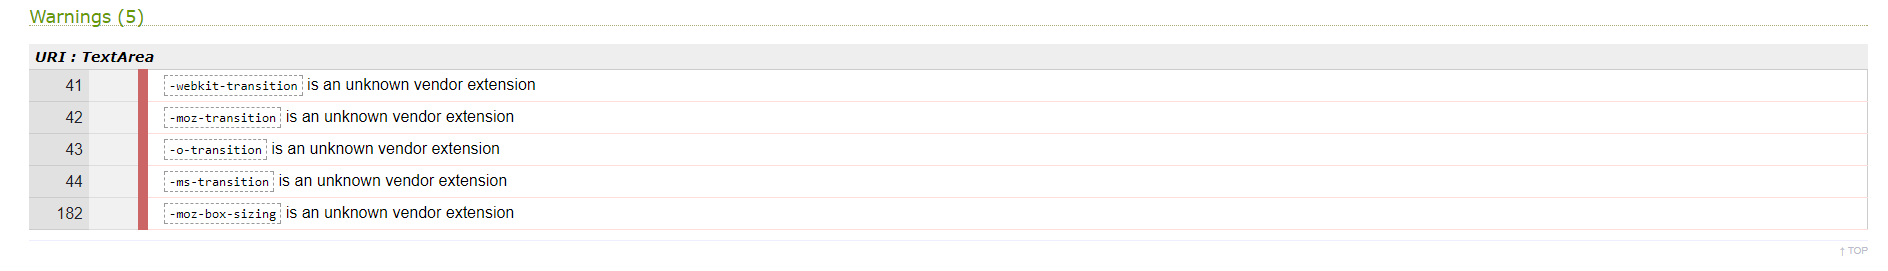 Warnings (5)
URI : TextArea
41 -webkit-transition is an unknown vendor extension
42 -moz-transition is an unknown vendor extension
43 -o-transition is an unknown vendor extension
44 -ms-transition is an unknown vendor extension
182 -moz-box-sizing is an unknown vendor extension
↑ TOP